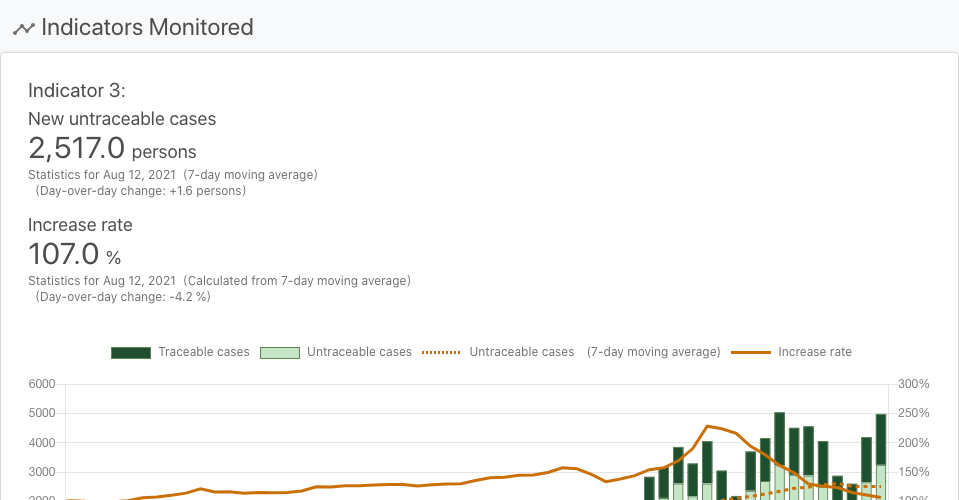 Indicators Monitored
Indicator 3:
New untraceable cases
2,517.0 persons
Statistics for Aug 12, 2021 (7-day moving average)
(Day-over-day change: +1.6 persons)
Increase rate
107.0 %
Statistics for Aug 12, 2021 (Calculated from 7-day moving average)
(Day-over-day change: -4.2 %)
Traceable cases Untraceable cases Untraceable cases (7-day moving average) Increase rate
6000 300%
5000 250%
4000 200%
3000 150%
2000 100%